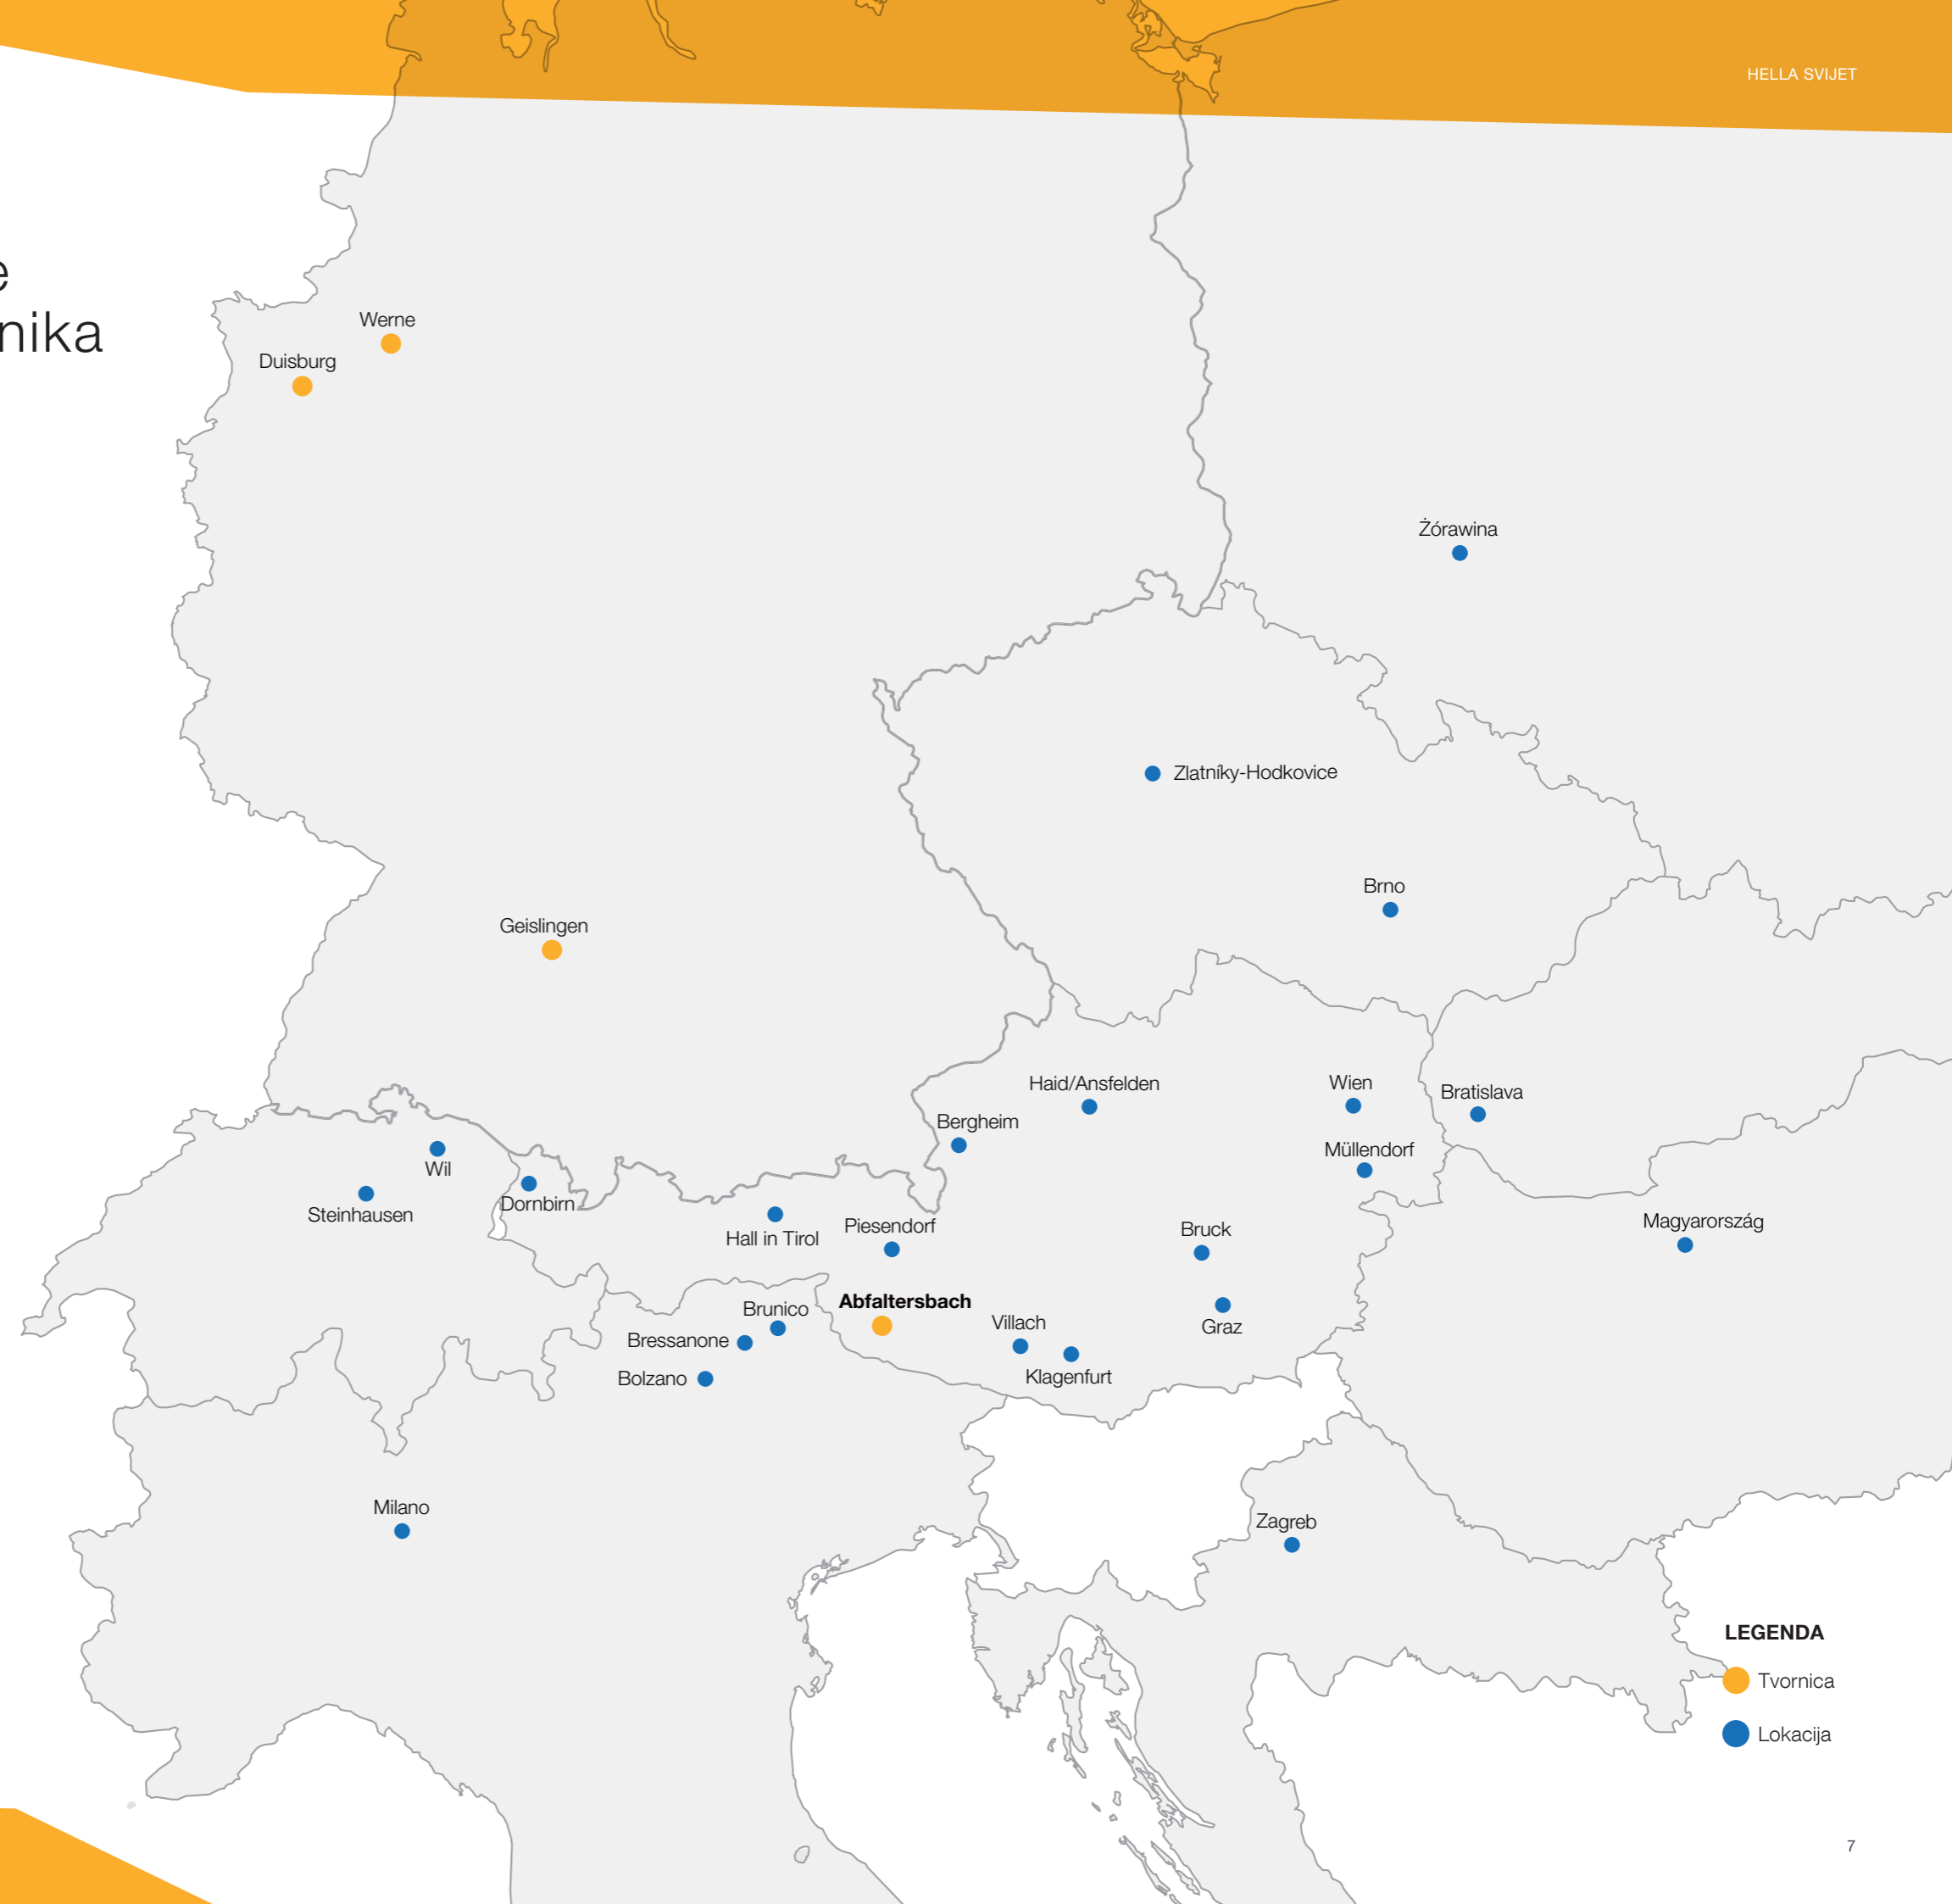 HELLA SVIJET
e
nika
Werne
Duisburg
Żórawina
Zlatníky-Hodkovice
Brno
Geislingen
Haid/Ansfelden
Wien
Bratislava
Bergheim
Müllendorf
Wil
Dornbirn
Steinhausen
Hall in Tirol
Piesendorf
Bruck
Magyarország
Abfaltersbach
Brunico
Bressanone
Bolzano
Villach
Klagenfurt
Graz
Milano
Zagreb
LEGENDA
Tvornica
Lokacija
7